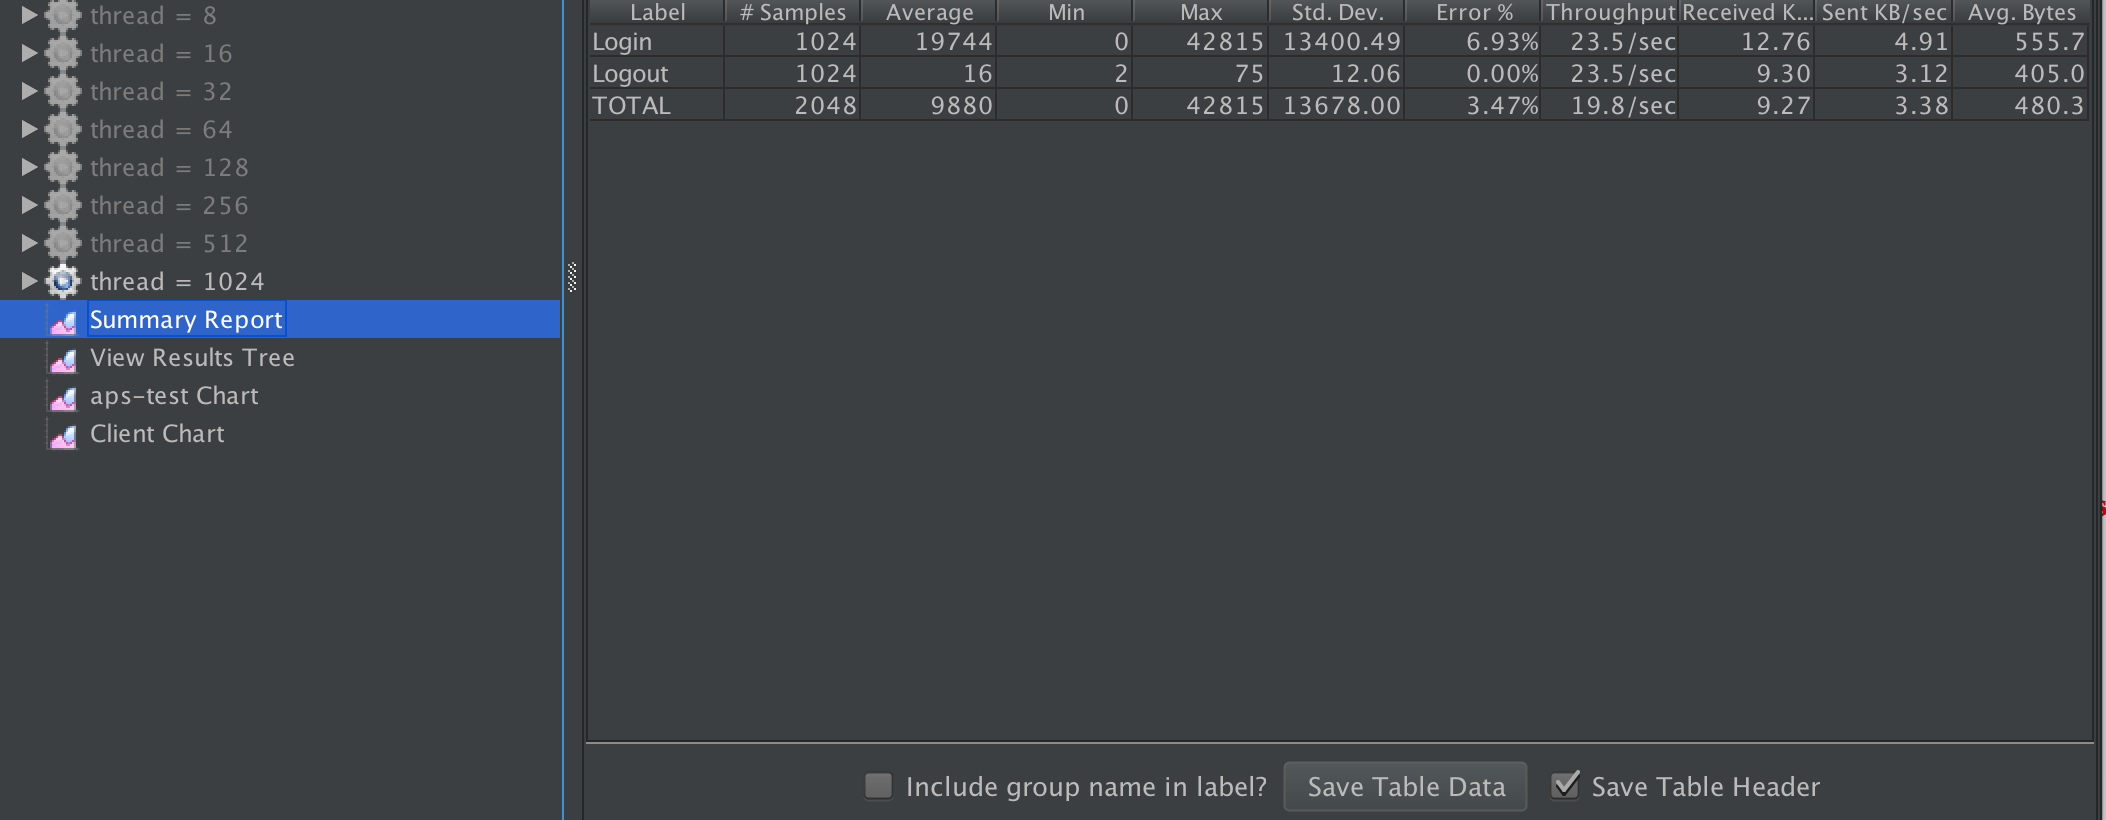 thread = 8
thread = 16
thread = 32
thread = 64
thread = 128
thread = 256
thread = 512
thread = 1024
Summary Report
View Results Tree
aps-test Chart
Client Chart
Label # Samples Average Min Max Std. Dev. Error % Throughput Received K... Sent KB/sec Avg. Bytes
Login 1024 19744 0 42815 13400.49 6.93% 23.5/sec 12.76 4.91 555.7
Logout 1024 16 2 75 12.06 0.00% 23.5/sec 9.30 3.12 405.0
TOTAL 2048 9880 0 42815 13678.00 3.47% 19.8/sec 9.27 3.38 480.3
Include group name in label? Save Table Data Save Table Header